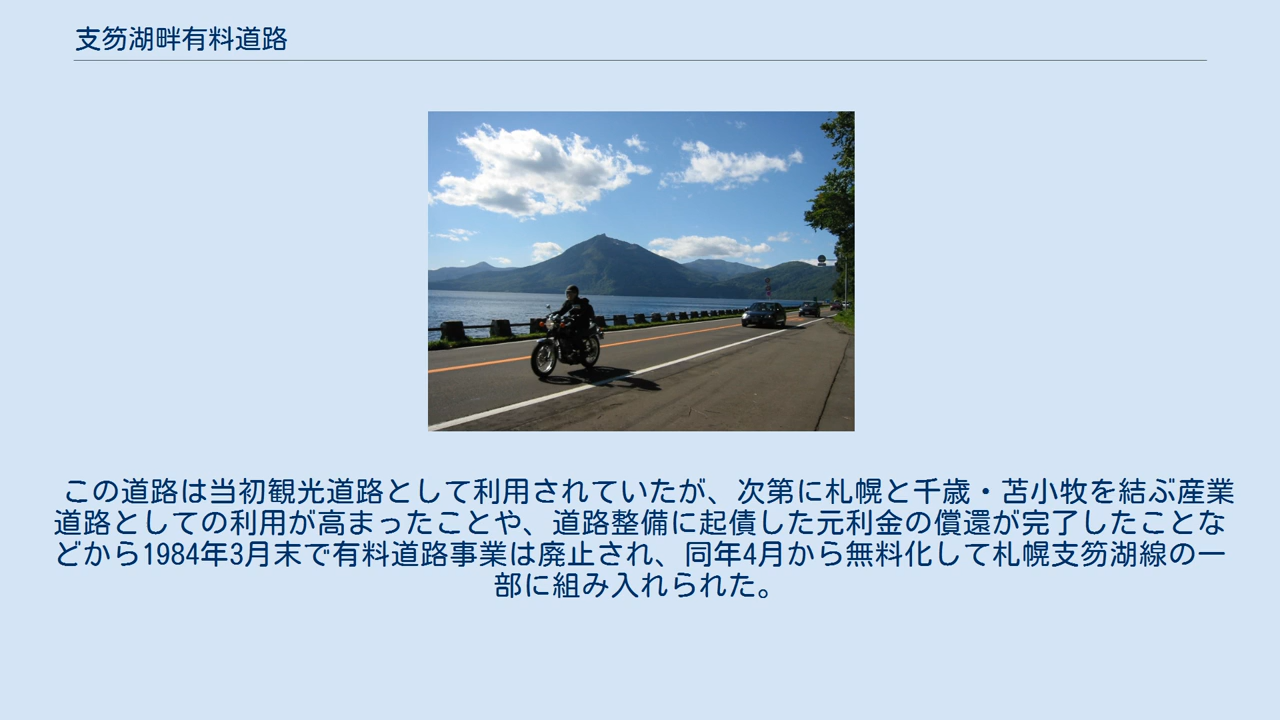 支笏湖畔有料道路
この道路は当初観光道路として利用されていたが、次第に札幌と千歳・苫小牧を結ぶ産業
道路としての利用が高まったことや、道路整備に起債した元利金の償還が完了したことな
どから1984年3月末で有料道路事業は廃止され、同年4月から無料化して札幌支笏湖線の一
部に組み入れられた。